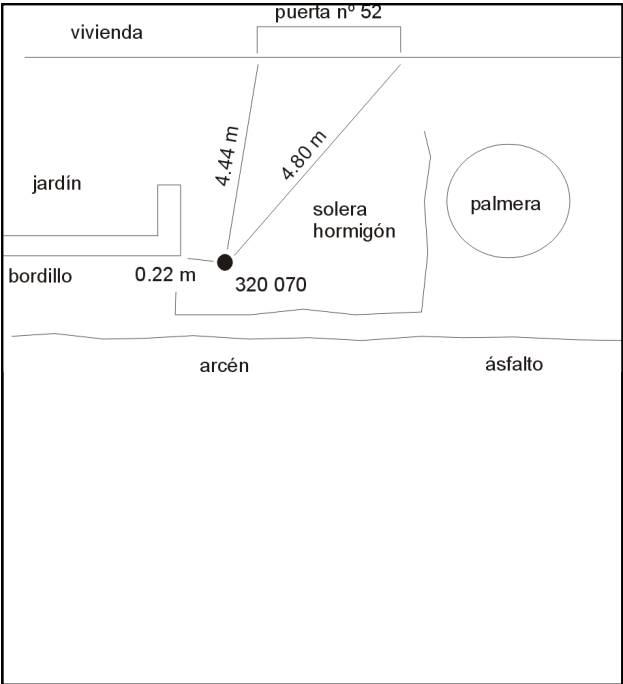 puerta nº 52
vivienda
4.44 m
4.80 m
jardín
solera
hormigón
palmera
bordillo
0.22 m
320 070
arcén
ásfalto